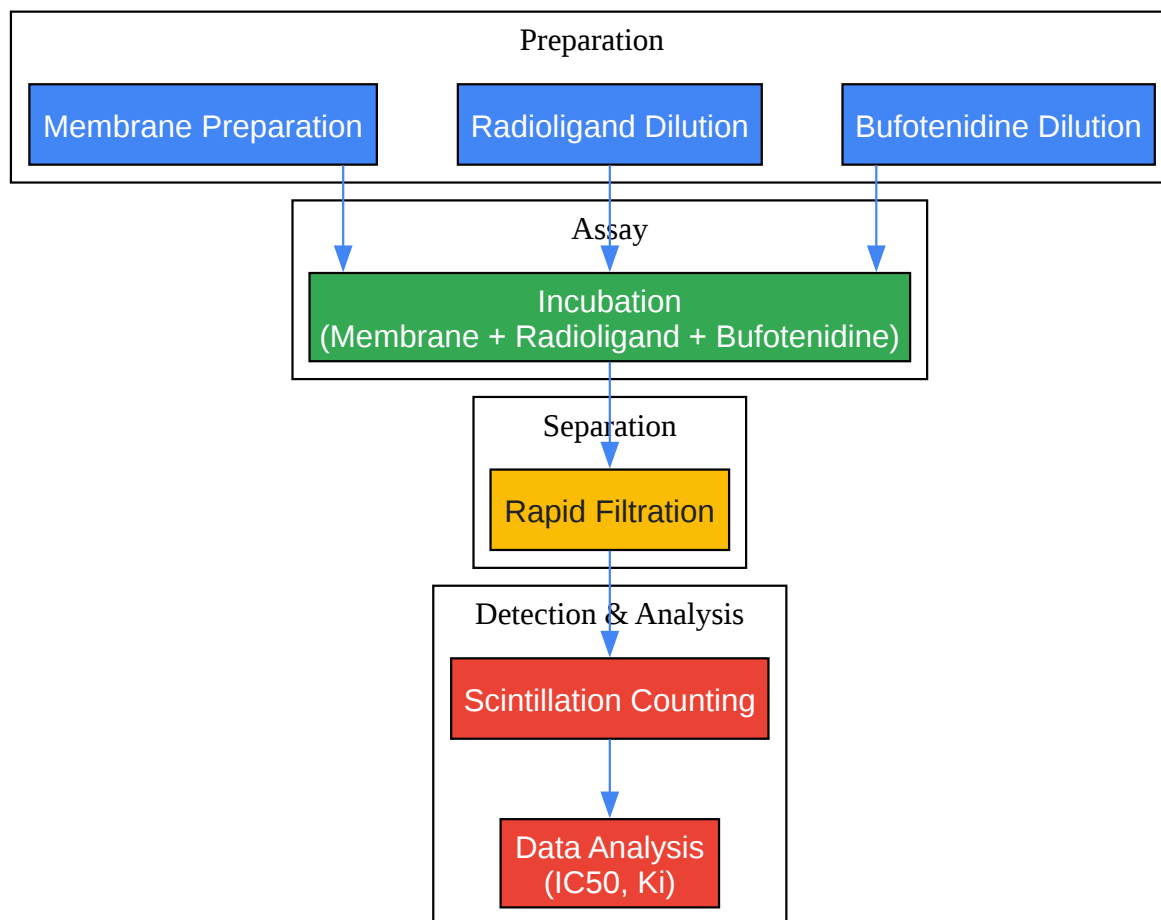 Preparation
Membrane Preparation
Radioligand Dilution
Bufotenidine Dilution
Assay
Incubation
(Membrane + Radioligand + Bufotenidine)
Separation
Rapid Filtration
Detection & Analysis
Scintillation Counting
Data Analysis
(IC50, Ki)